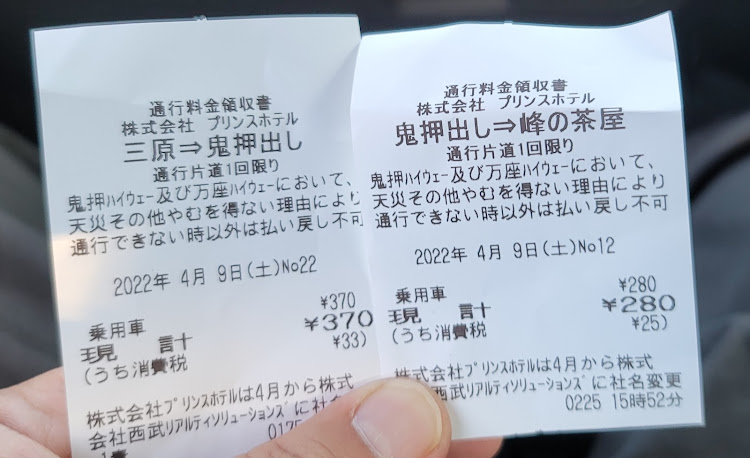 通行料金領収書
株式会社 プリンスホテル
三原⇒鬼押出し
通行片道1回限り
鬼押ハイウェー及び万座ハイウェーにおいて、
天災その他やむを得ない理由により
通行できない時以外は払い戻し不可
2022年 4月 9日(土)No22
乗用車 ¥370
現 計 ¥370
(うち消費税 ¥33)
株式会社プリンスホテルは4月から株式
会社西武リアルティソリューションズに社名
0175
通行料金領収書
株式会社 プリンスホテル
鬼押出し⇒峰の茶屋
通行片道1回限り
鬼押ハイウェー及び万座ハイウェーにおいて、
天災その他やむを得ない理由により
通行できない時以外は払い戻し不可
2022年 4月 9日(土)No12
乗用車 ¥280
現 計 ¥280
(うち消費税 ¥25)
株式会社プリンスホテルは4月から株式
西武リアルティソリューションズに社名変更
0225 15時52分